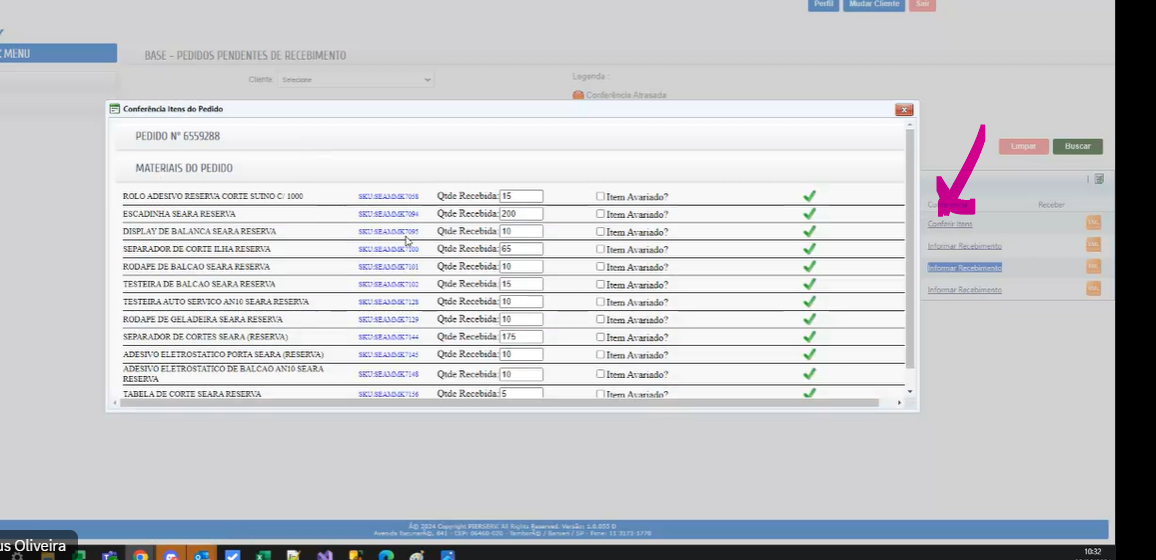 Perfil Mudar Cliente Sair
MENU
BASE – PEDIDOS PENDENTES DE RECEBIMENTO
Cliente: Selecione
Legenda :
Conferência Atrasada
Limpar Buscar
Conferência Itens do Pedido
PEDIDO N° 6559288
MATERIAIS DO PEDIDO
ROLO ADESIVO RESERVA CORTE SUINO C/ 1000 SKU:SEAMMK7058 Qtde Recebida: 15 Item Avariado?
ESCADINHA SEARA RESERVA SKU:SEAMMK7094 Qtde Recebida: 200 Item Avariado?
DISPLAY DE BALANCA SEARA RESERVA SKU:SEAMMK7095 Qtde Recebida: 10 Item Avariado?
SEPARADOR DE CORTE ILHA RESERVA SKU:SEAMMK7100 Qtde Recebida: 65 Item Avariado?
RODAPE DE BALCAO SEARA RESERVA SKU:SEAMMK7101 Qtde Recebida: 10 Item Avariado?
TESTEIRA DE BALCAO SEARA RESERVA SKU:SEAMMK7102 Qtde Recebida: 15 Item Avariado?
TESTEIRA AUTO SERVICO AN10 SEARA RESERVA SKU:SEAMMK7128 Qtde Recebida: 10 Item Avariado?
RODAPE DE GELADEIRA SEARA RESERVA SKU:SEAMMK7129 Qtde Recebida: 10 Item Avariado?
SEPARADOR DE CORTES SEARA (RESERVA) SKU:SEAMMK7144 Qtde Recebida: 175 Item Avariado?
ADESIVO ELETROSTATICO PORTA SEARA (RESERVA) SKU:SEAMMK7145 Qtde Recebida: 10 Item Avariado?
ADESIVO ELETROSTATICO DE BALCAO AN10 SEARA
RESERVA SKU:SEAMMK7148 Qtde Recebida: 10 Item Avariado?
TABELA DE CORTE SEARA RESERVA SKU:SEAMMK7156 Qtde Recebida: 5 Item Avariado?
Receber
Conferir Itens
Informar Recebimento
Informar Recebimento
Informar Recebimento
© 2024 Copyright PIERSERV. All Rights Reserved. Versão: 1.0.055 D
us Oliveira
10:32